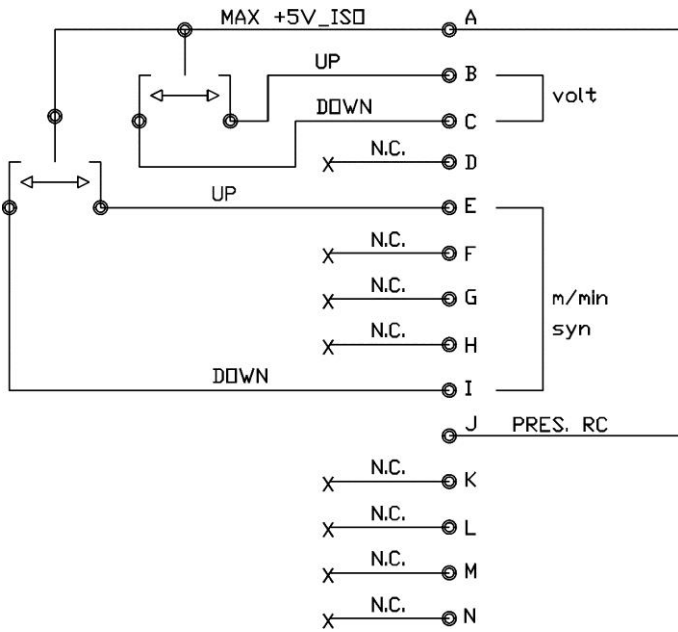 MAX +5V_ISO A
UP B
volt
DOWN C
N.C. D
X
UP E
N.C. F
X
N.C. G
X
m/min
syn
N.C. H
X
DOWN I
J PRES. RC
N.C. K
X
N.C. L
X
N.C. M
X
N.C. N
X